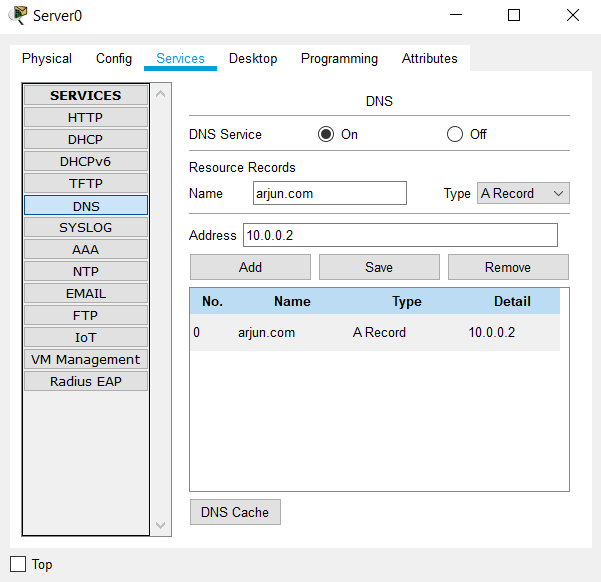 Server0
Physical Config Services Desktop Programming Attributes
SERVICES
HTTP
DHCP
DHCPv6
TFTP
DNS
SYSLOG
AAA
NTP
EMAIL
FTP
IoT
VM Management
Radius EAP
DNS
DNS Service On Off
Resource Records
Name arjun.com Type A Record
Address 10.0.0.2
Add Save Remove
No. Name Type Detail
0 arjun.com A Record 10.0.0.2
DNS Cache
Top